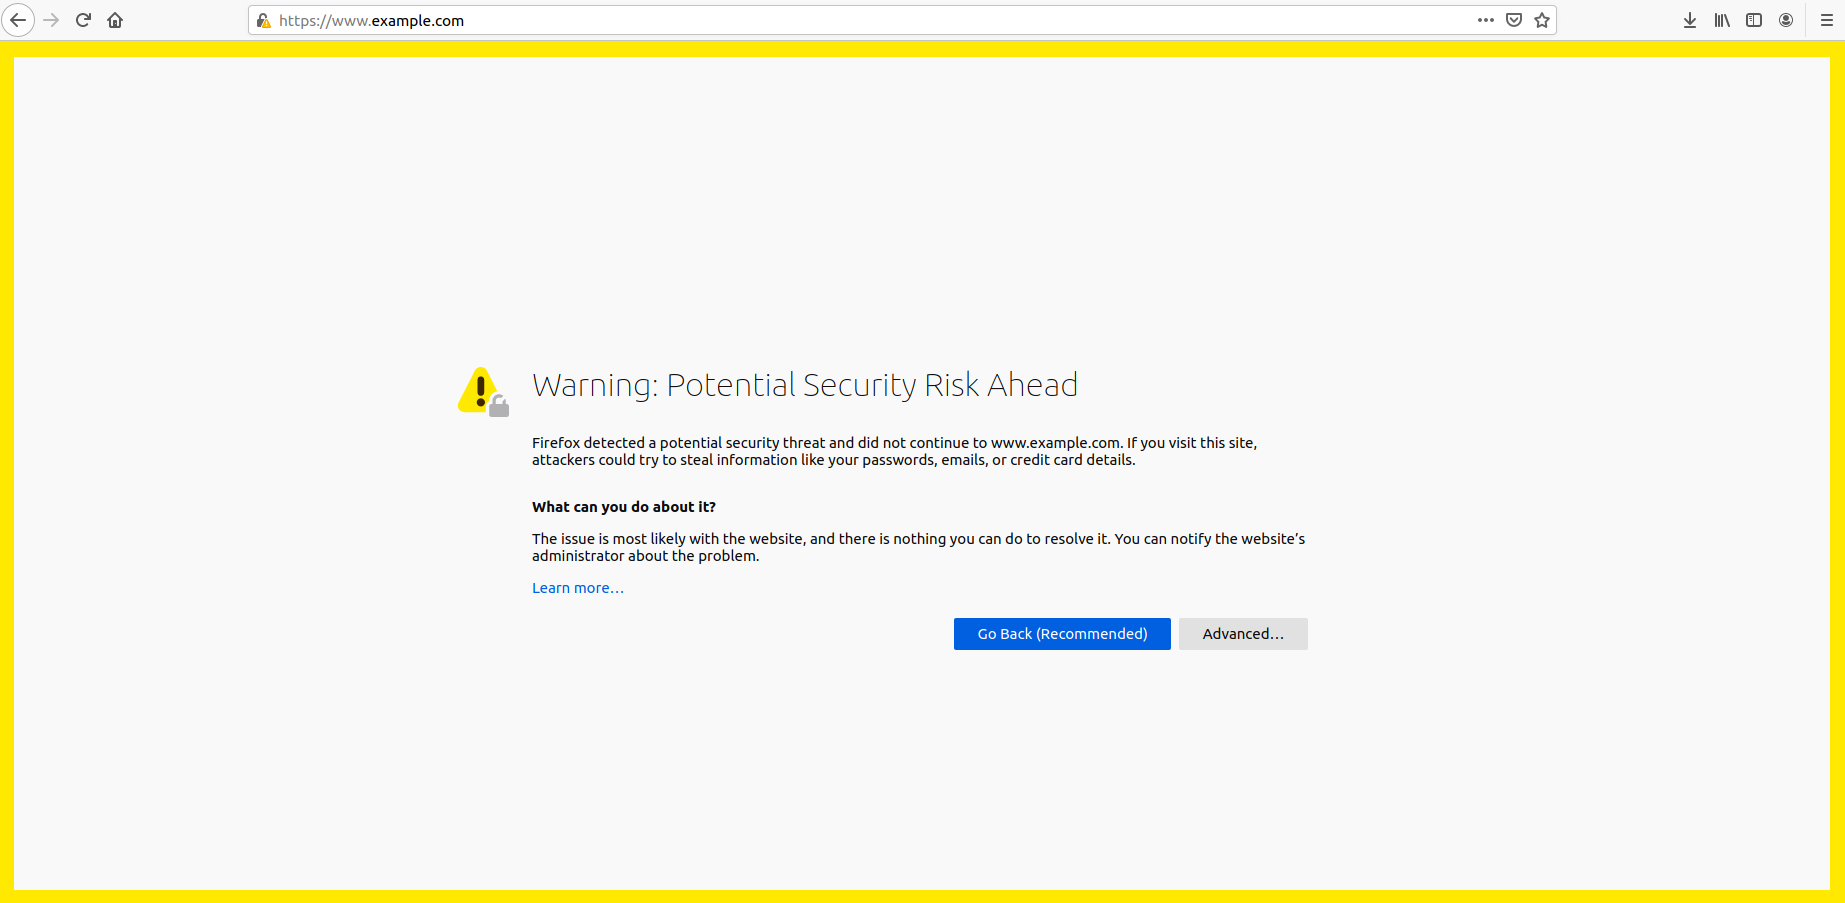 https://www.example.com
Warning: Potential Security Risk Ahead
Firefox detected a potential security threat and did not continue to www.example.com. If you visit this site,
attackers could try to steal information like your passwords, emails, or credit card details.
What can you do about it?
The issue is most likely with the website, and there is nothing you can do to resolve it. You can notify the website’s
administrator about the problem.
Learn more…
Go Back (Recommended)
Advanced…